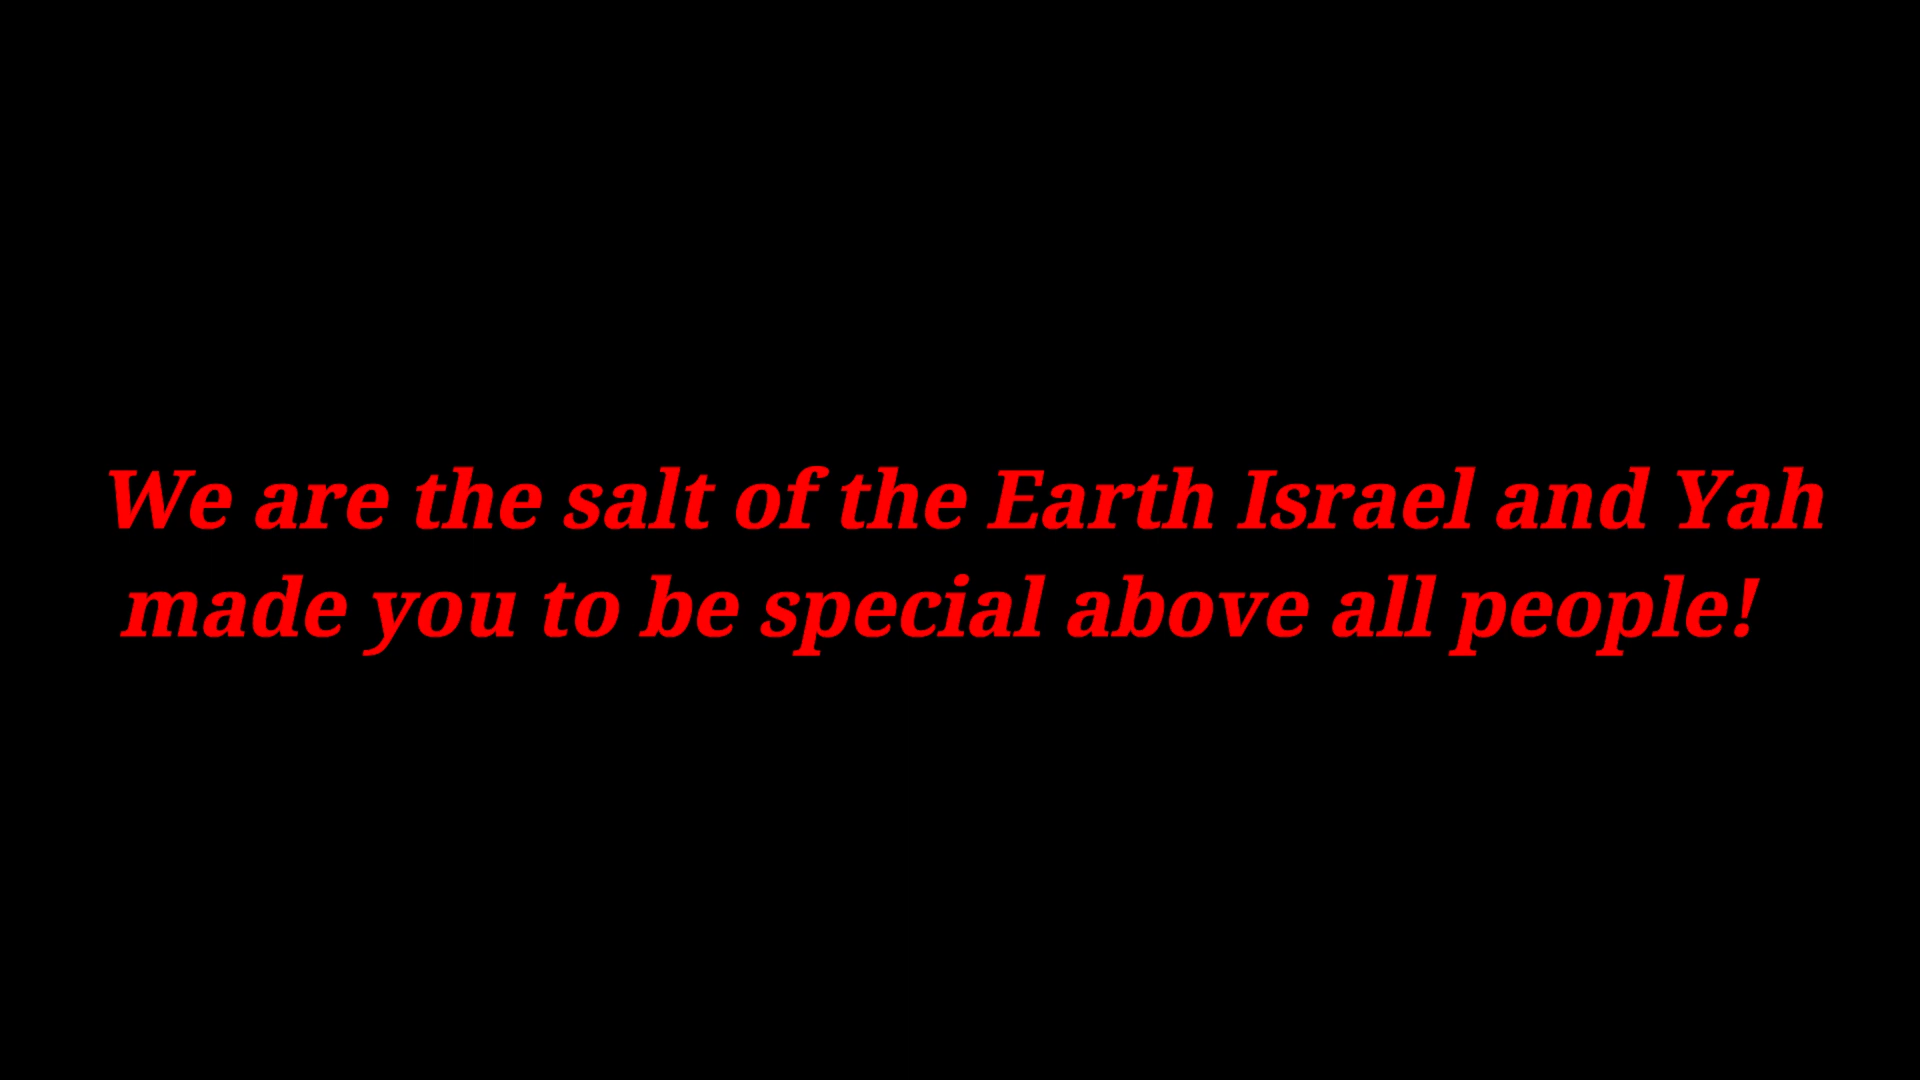 We are the salt of the Earth Israel and Yah
made you to be special above all people!